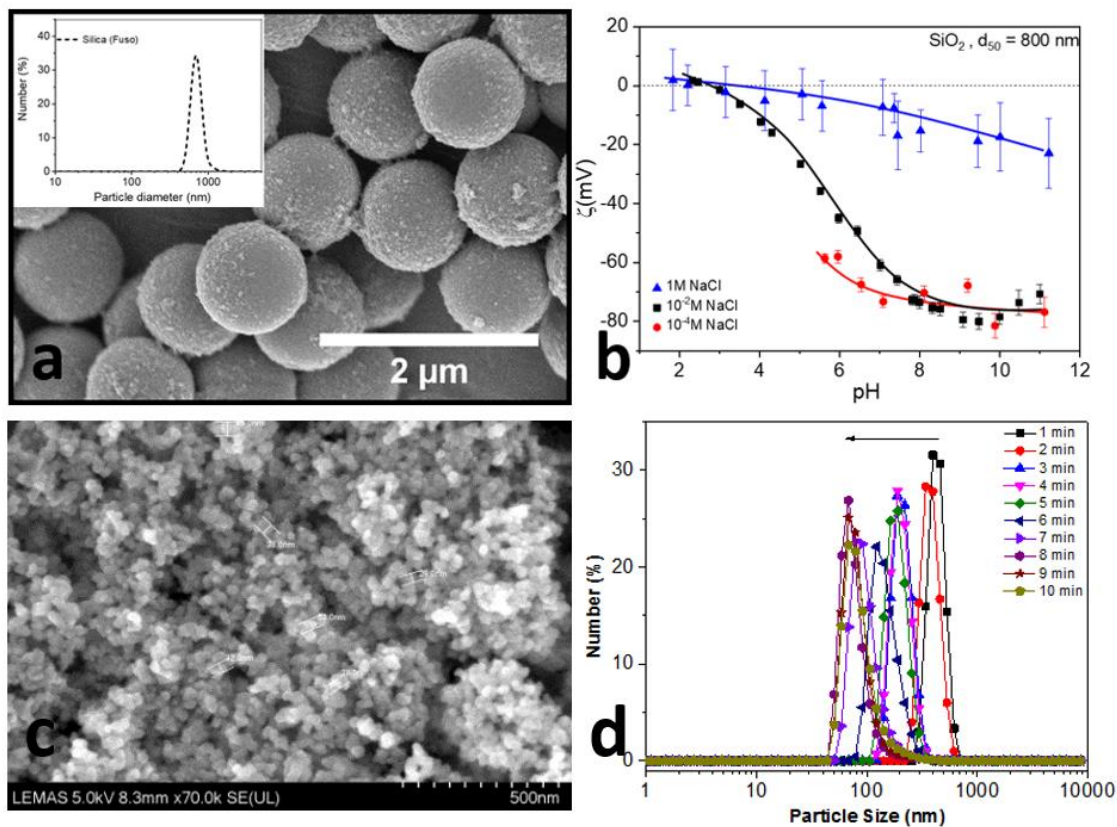 Silica (Fuso)
Number (%)
40
30
20
10
0
10
100
1000
Particle diameter (nm)
2 µm
a
SiO₂ , d₅₀ = 800 nm
ζ(mV)
20
0
-20
-40
-60
-80
1M NaCl
10⁻²M NaCl
10⁻⁴M NaCl
2
4
6
8
10
12
pH
b
c
LEMAS 5.0kV 8.3mm x70.0k SE(UL)
500nm
Number (%)
30
20
10
0
1 min
2 min
3 min
4 min
5 min
6 min
7 min
8 min
9 min
10 min
1
10
100
1000
10000
Particle Size (nm)
d